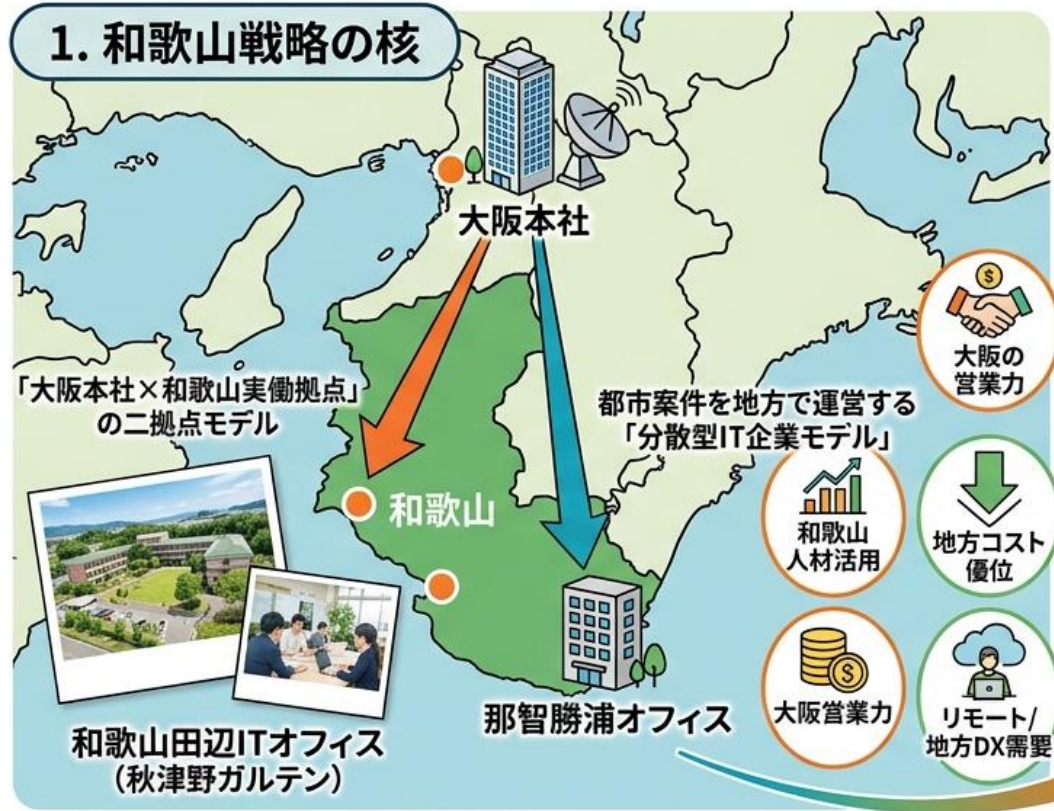 1. 和歌山戦略の核
大阪本社
「大阪本社×和歌山実働拠点」
の二拠点モデル
和歌山
和歌山田辺ITオフィス
(秋津野ガルテン)
那智勝浦オフィス
都市案件を地方で運営する
「分散型IT企業モデル」
$
大阪の
営業力
和歌山
人材活用
地方コスト
優位
$
大阪営業力
リモート/
地方DX需要